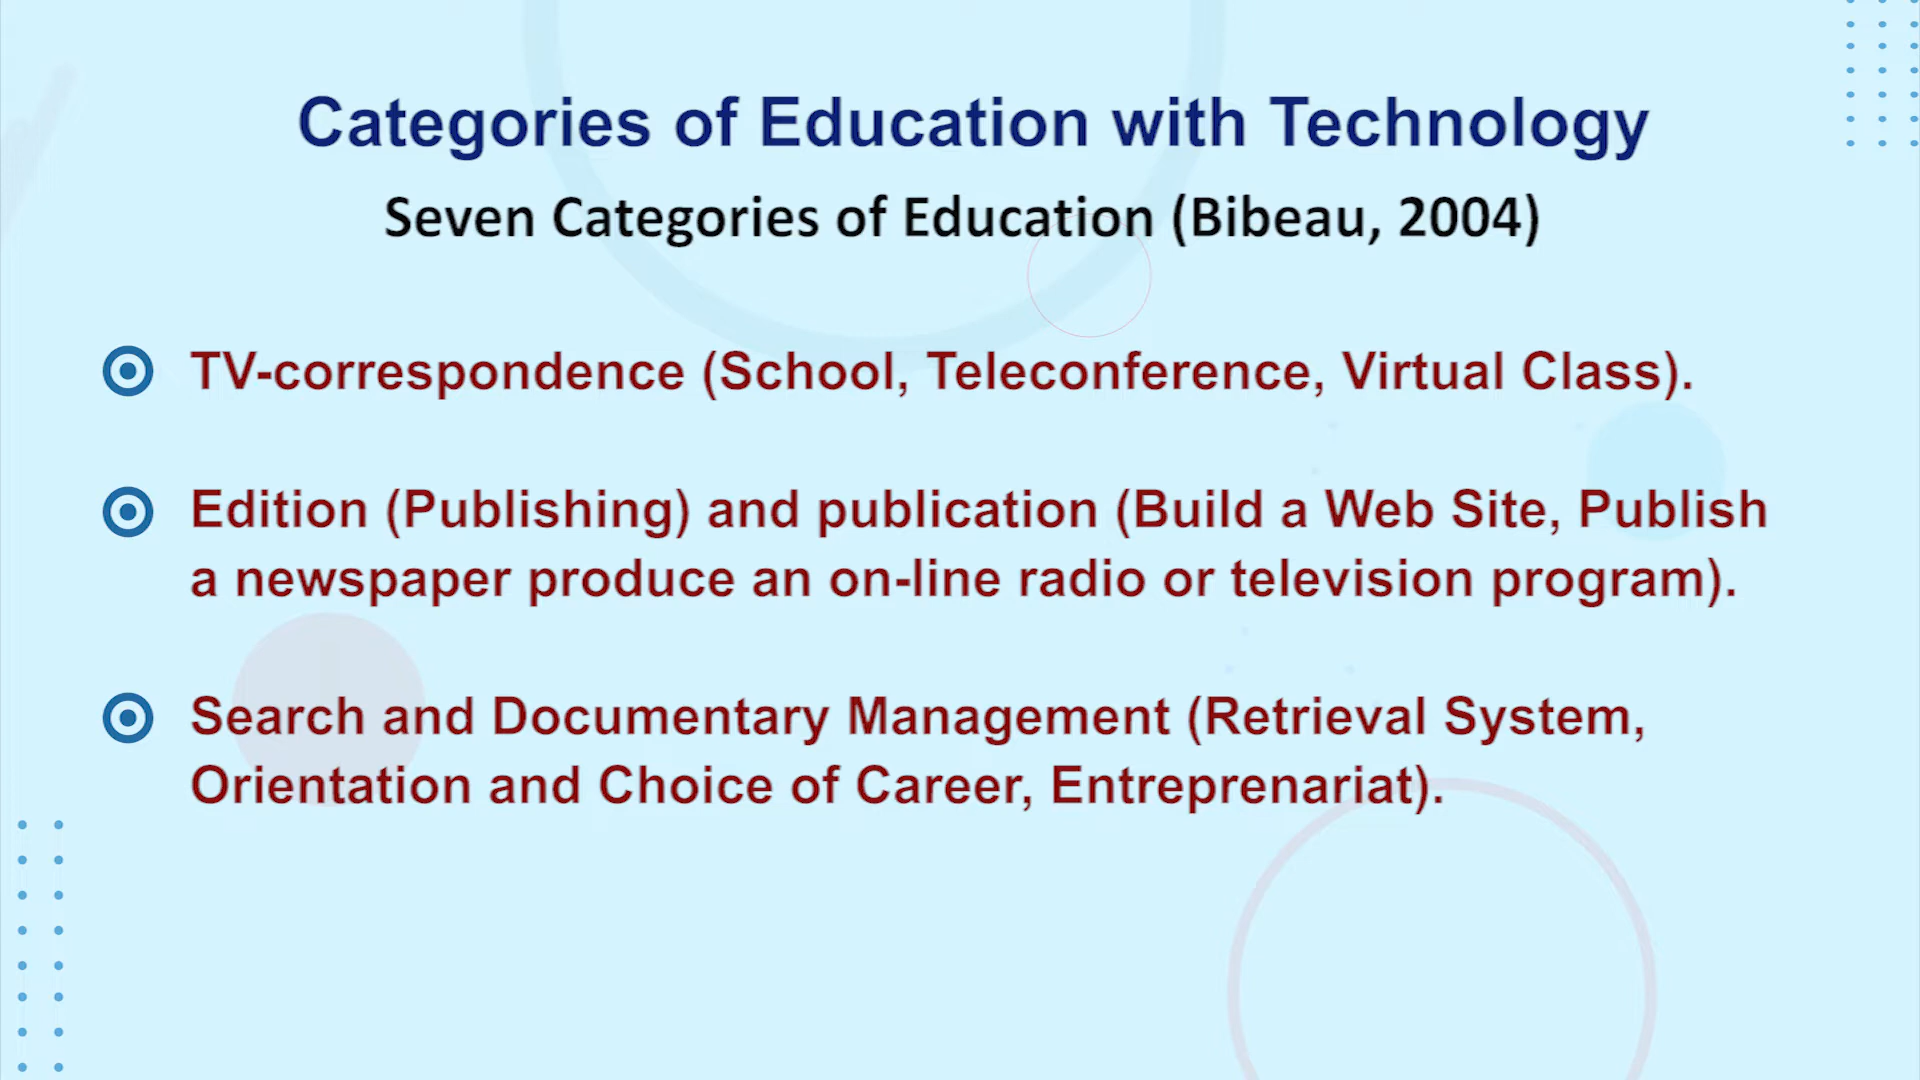 Categories of Education with Technology
Seven Categories of Education (Bibeau, 2004)
TV-correspondence (School, Teleconference, Virtual Class).
Edition (Publishing) and publication (Build a Web Site, Publish
a newspaper produce an on-line radio or television program).
Search and Documentary Management (Retrieval System,
Orientation and Choice of Career, Entreprenariat).